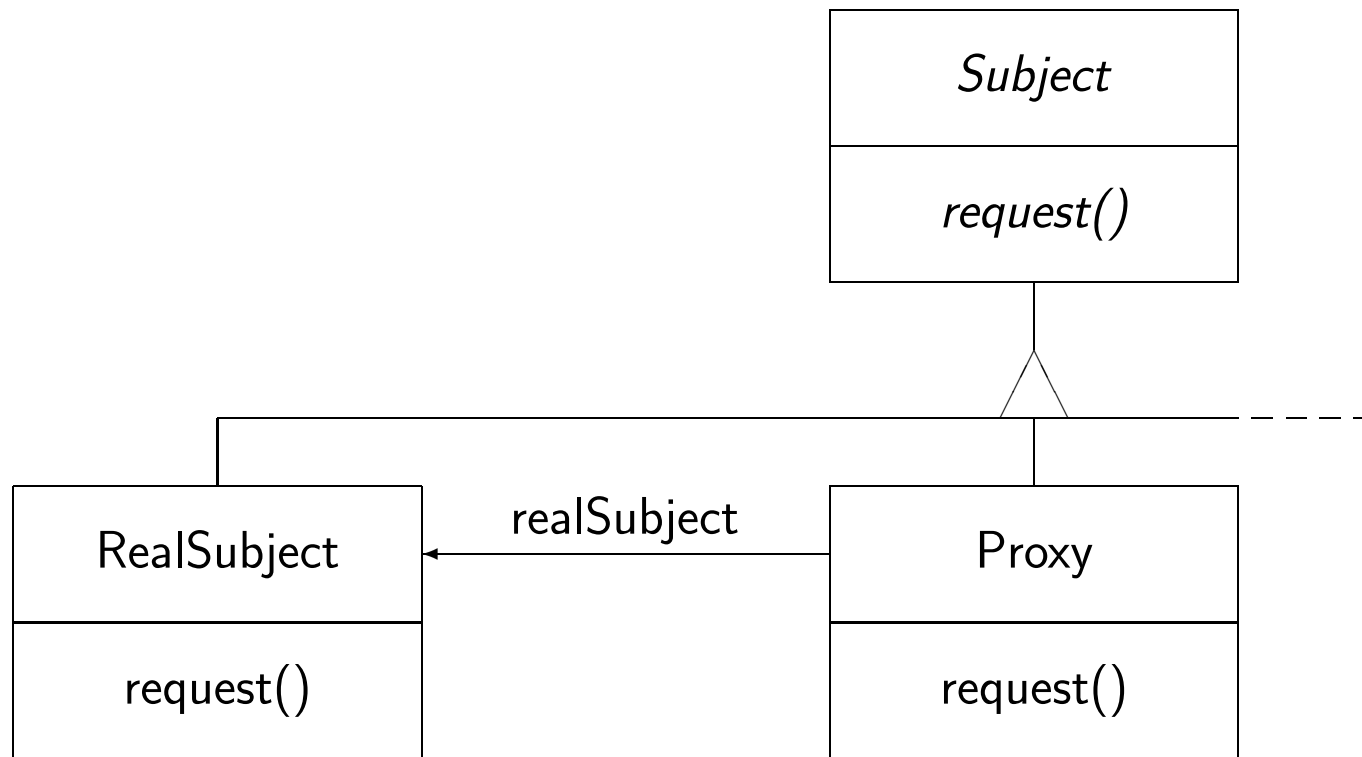 Subject
request()
realSubject
RealSubject
Proxy
request()
request()